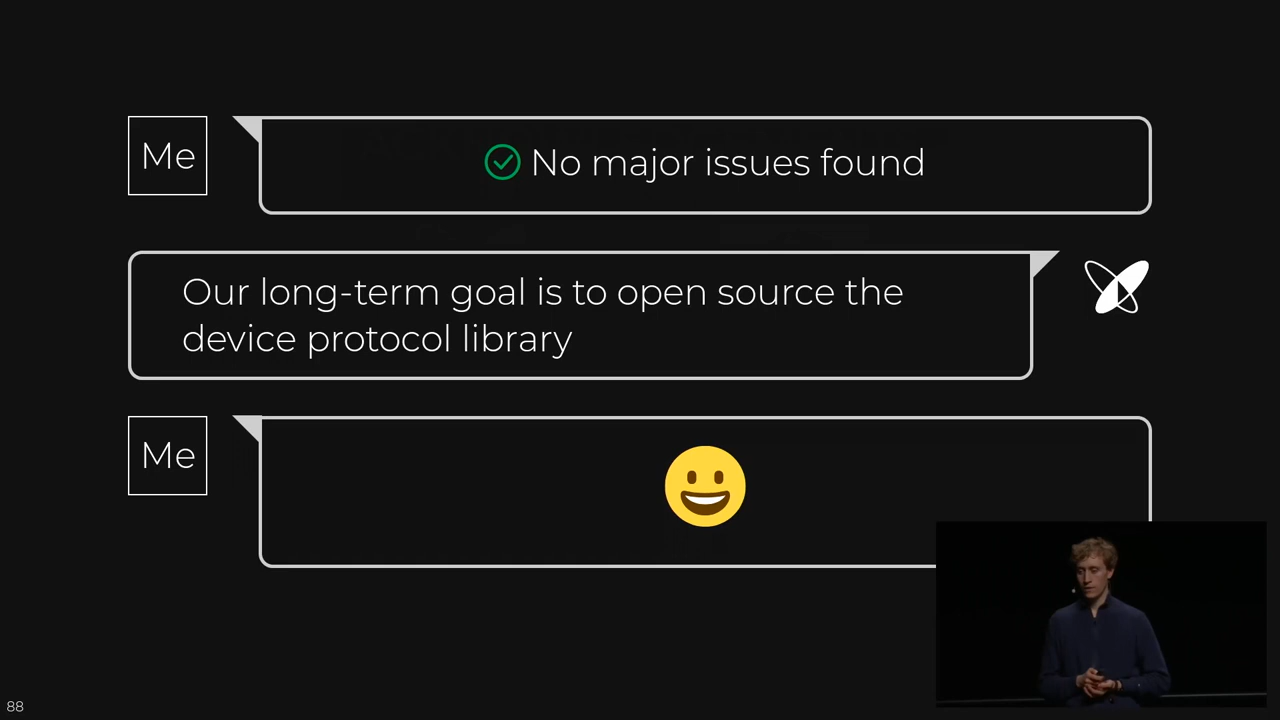 Me
No major issues found
Our long-term goal is to open source the
device protocol library
Me
88